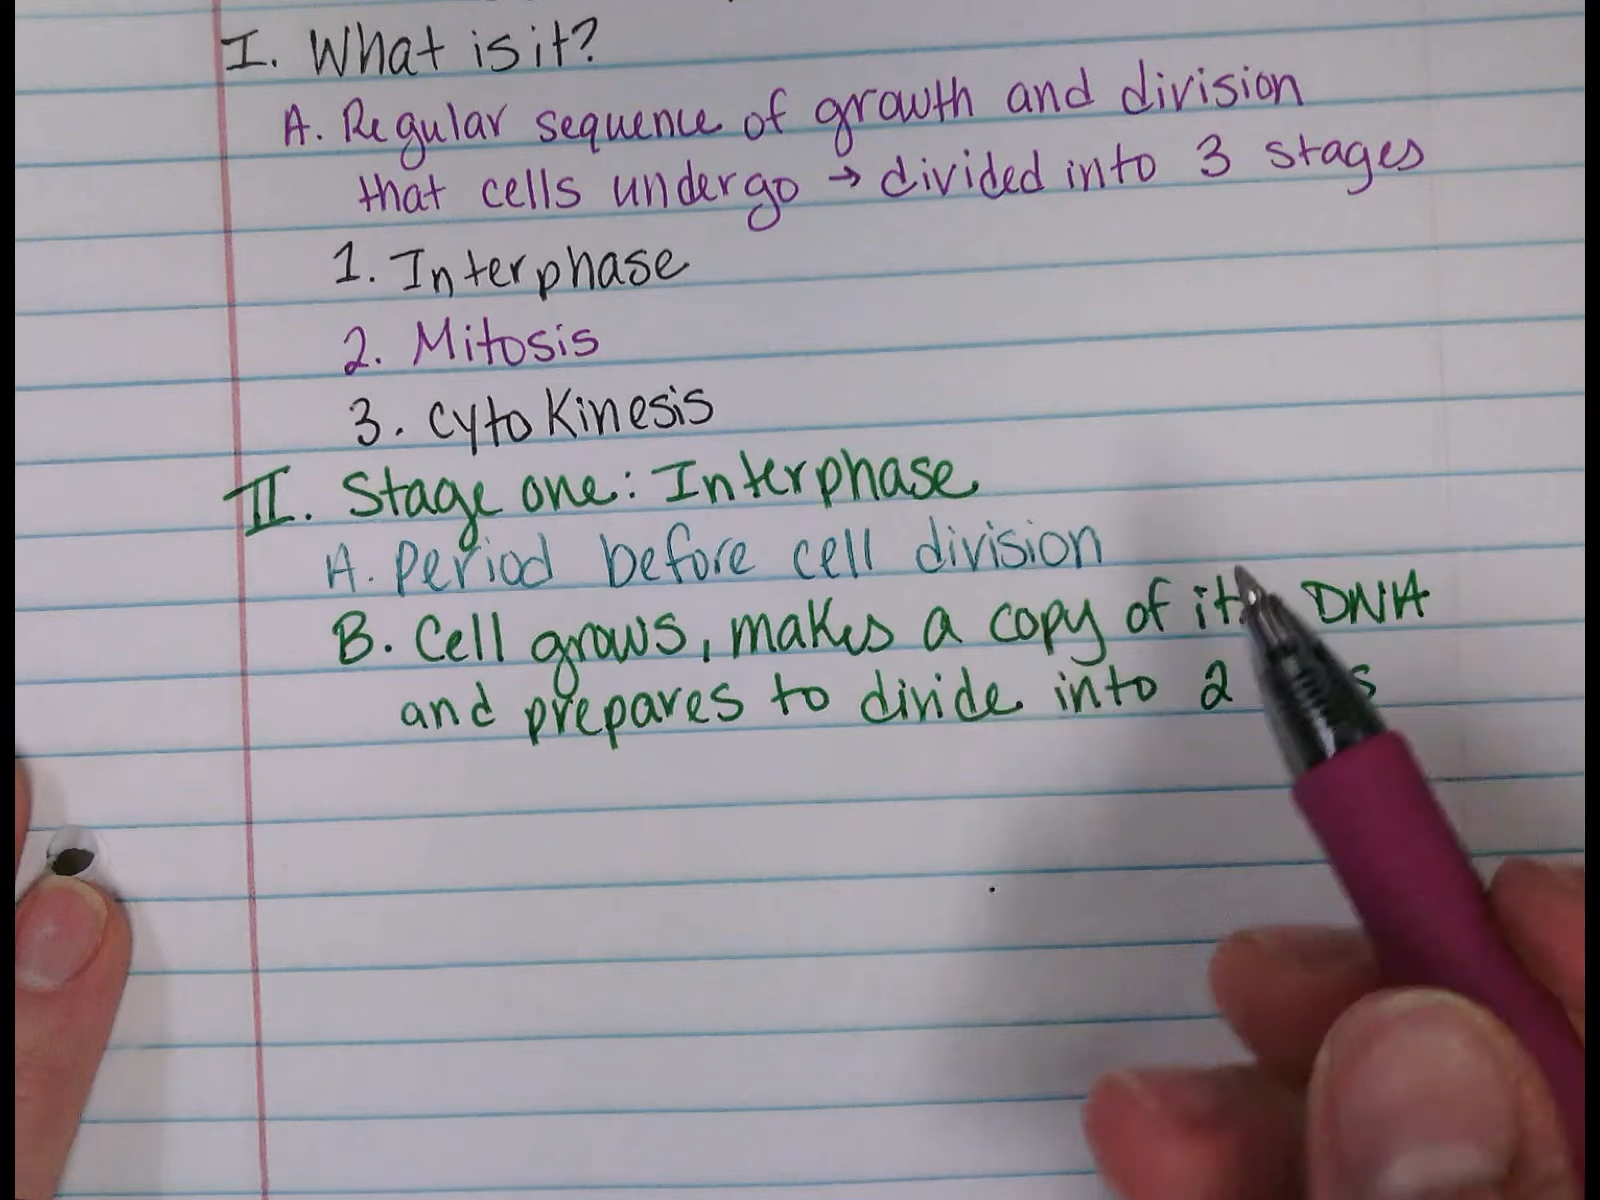 I. What is it?
A. Regular sequence of growth and division
that cells undergo → divided into 3 stages
1. Interphase
2. Mitosis
3. Cytokinesis
II. Stage one: Interphase
A. Period before cell division
B. Cell grows, makes a copy of its DNA
and prepares to divide into 2